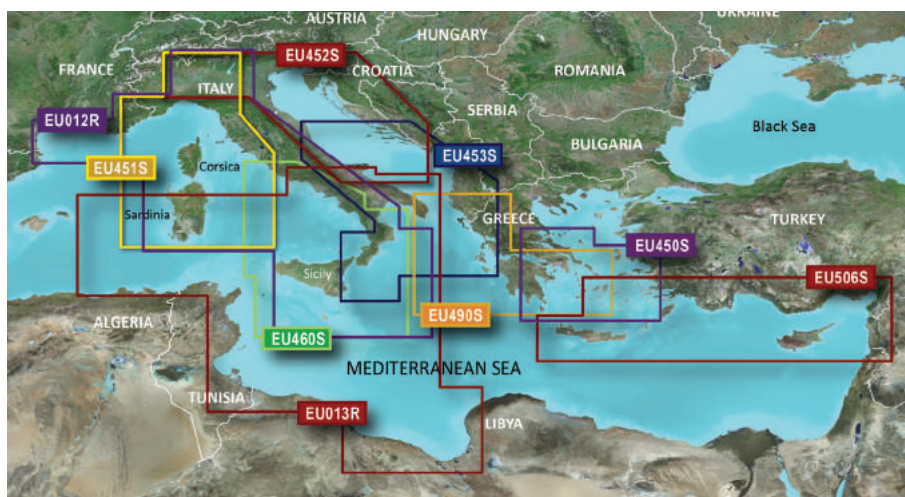 AUSTRIA
UKRAINE
HUNGARY
EU452S
FRANCE
CROATIA
ROMANIA
ITALY
SERBIA
EU012R
Black Sea
BULGARIA
EU453S
EU451S
Corsica
Sardinia
GREECE
TURKEY
EU450S
Sicily
EU506S
EU490S
ALGERIA
EU460S
MEDITERRANEAN SEA
TUNISIA
EU013R
LIBYA